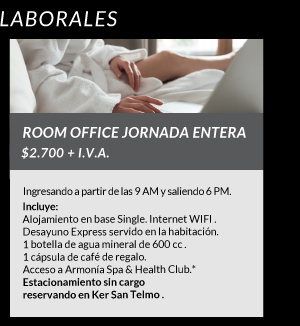 LABORALES
ROOM OFFICE JORNADA ENTERA
$2.700 + I.V.A.
Ingresando a partir de las 9 AM y saliendo 6 PM.
Incluye:
Alojamiento en base Single. Internet WIFI .
Desayuno Express servido en la habitación.
1 botella de agua mineral de 600 cc .
1 cápsula de café de regalo.
Acceso a Armonía Spa & Health Club.*
Estacionamiento sin cargo
reservando en Ker San Telmo .